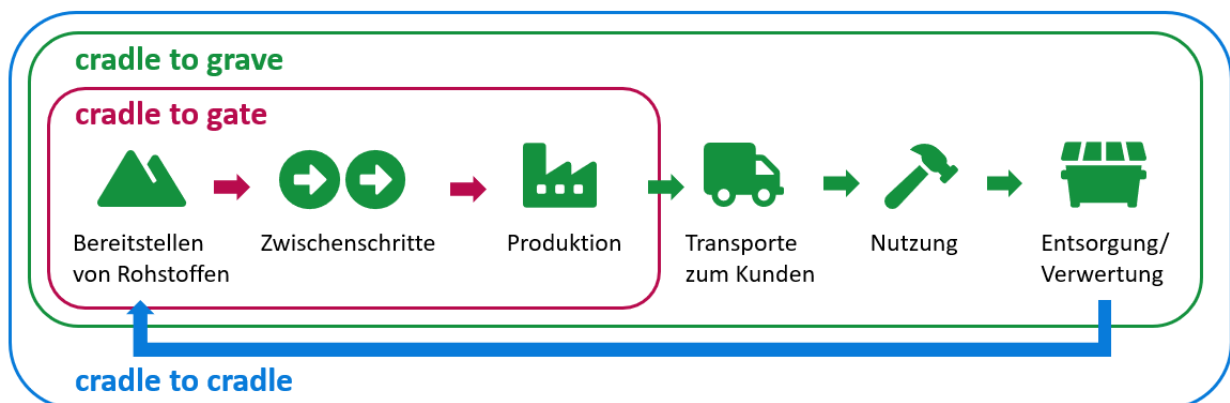 cradle to grave
cradle to gate
Bereitstellen
von Rohstoffen
Zwischenschritte
Produktion
Transporte
zum Kunden
Nutzung
Entsorgung/
Verwertung
cradle to cradle